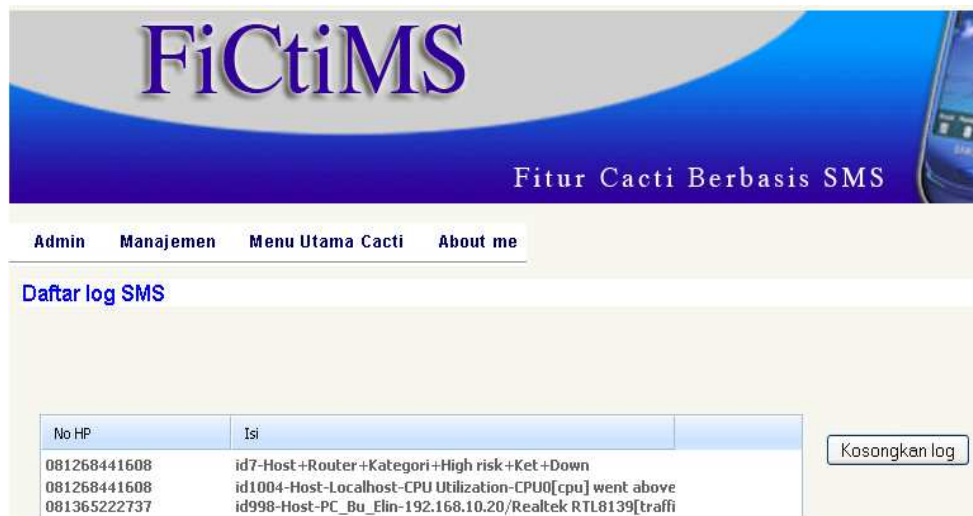 FiCtiMS
Fitur Cacti Berbasis SMS
Admin Manajemen Menu Utama Cacti About me
Daftar log SMS
No HP Isi
Kosongkan log
081268441608 id7-Host+Router+Kategori+High risk+Ket+Down
081268441608 id1004-Host-Localhost-CPU Utilization-CPU0[cpu] went above
081365222737 id998-Host-PC_Bu_Elin-192.168.10.20/Realtek RTL8139[traffi